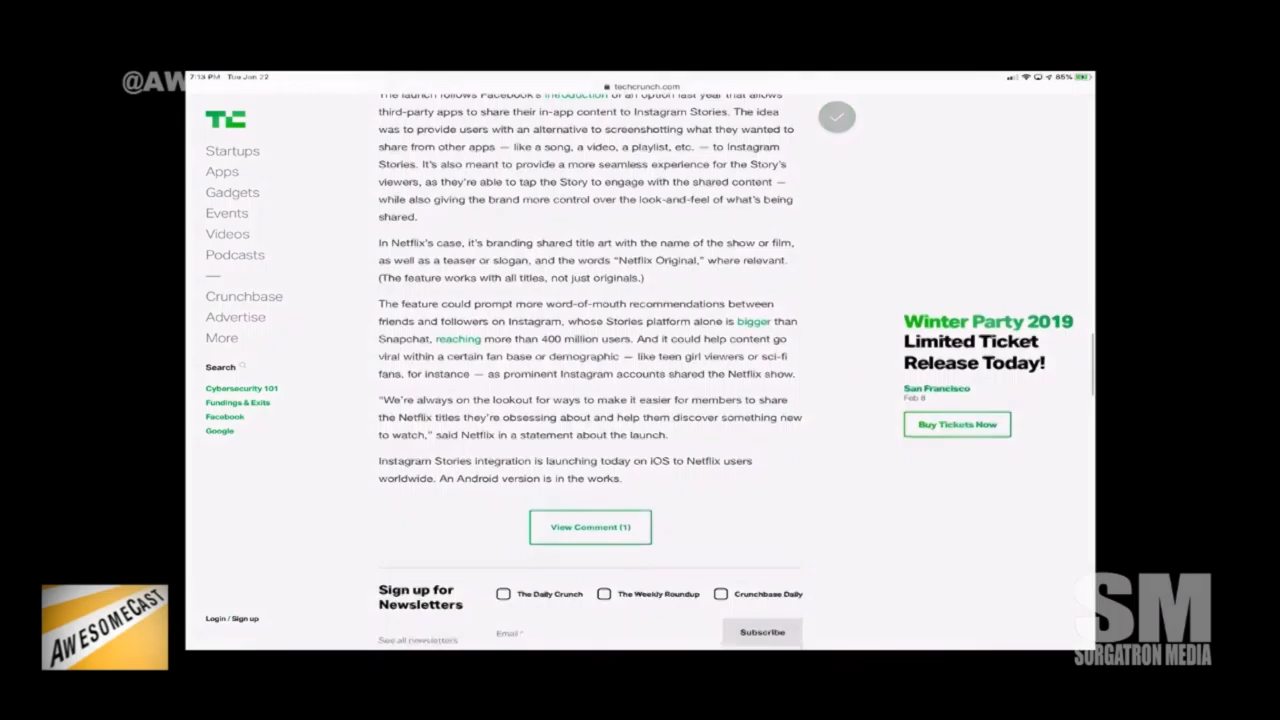 @AW
7:13 PM Tue Jan 22
85%
techcrunch.com
TC
Startups
Apps
Gadgets
Events
Videos
Podcasts
—
Crunchbase
Advertise
More
Search
Cybersecurity 101
Fundings & Exits
Facebook
Google
Login / Sign up
The launch follows Facebook's introduction of an option last year that allows
third-party apps to share their in-app content to Instagram Stories. The idea
was to provide users with an alternative to screenshotting what they wanted to
share from other apps — like a song, a video, a playlist, etc. — to Instagram
Stories. It's also meant to provide a more seamless experience for the Story's
viewers, as they're able to tap the Story to engage with the shared content —
while also giving the brand more control over the look-and-feel of what's being
shared.
In Netflix's case, it's branding shared title art with the name of the show or film,
as well as a teaser or slogan, and the words “Netflix Original,” where relevant.
(The feature works with all titles, not just originals.)
The feature could prompt more word-of-mouth recommendations between
friends and followers on Instagram, whose Stories platform alone is bigger than
Snapchat, reaching more than 400 million users. And it could help content go
viral within a certain fan base or demographic — like teen girl viewers or sci-fi
fans, for instance — as prominent Instagram accounts shared the Netflix show.
“We're always on the lookout for ways to make it easier for members to share
the Netflix titles they're obsessing about and help them discover something new
to watch,” said Netflix in a statement about the launch.
Instagram Stories integration is launching today on iOS to Netflix users
worldwide. An Android version is in the works.
View Comment (1)
Sign up for
Newsletters
The Daily Crunch
The Weekly Roundup
Crunchbase Daily
See all newsletters
Email *
Subscribe
Winter Party 2019
Limited Ticket
Release Today!
San Francisco
Feb 8
Buy Tickets Now
AWESOMECAST
SM
SORGATRON MEDIA